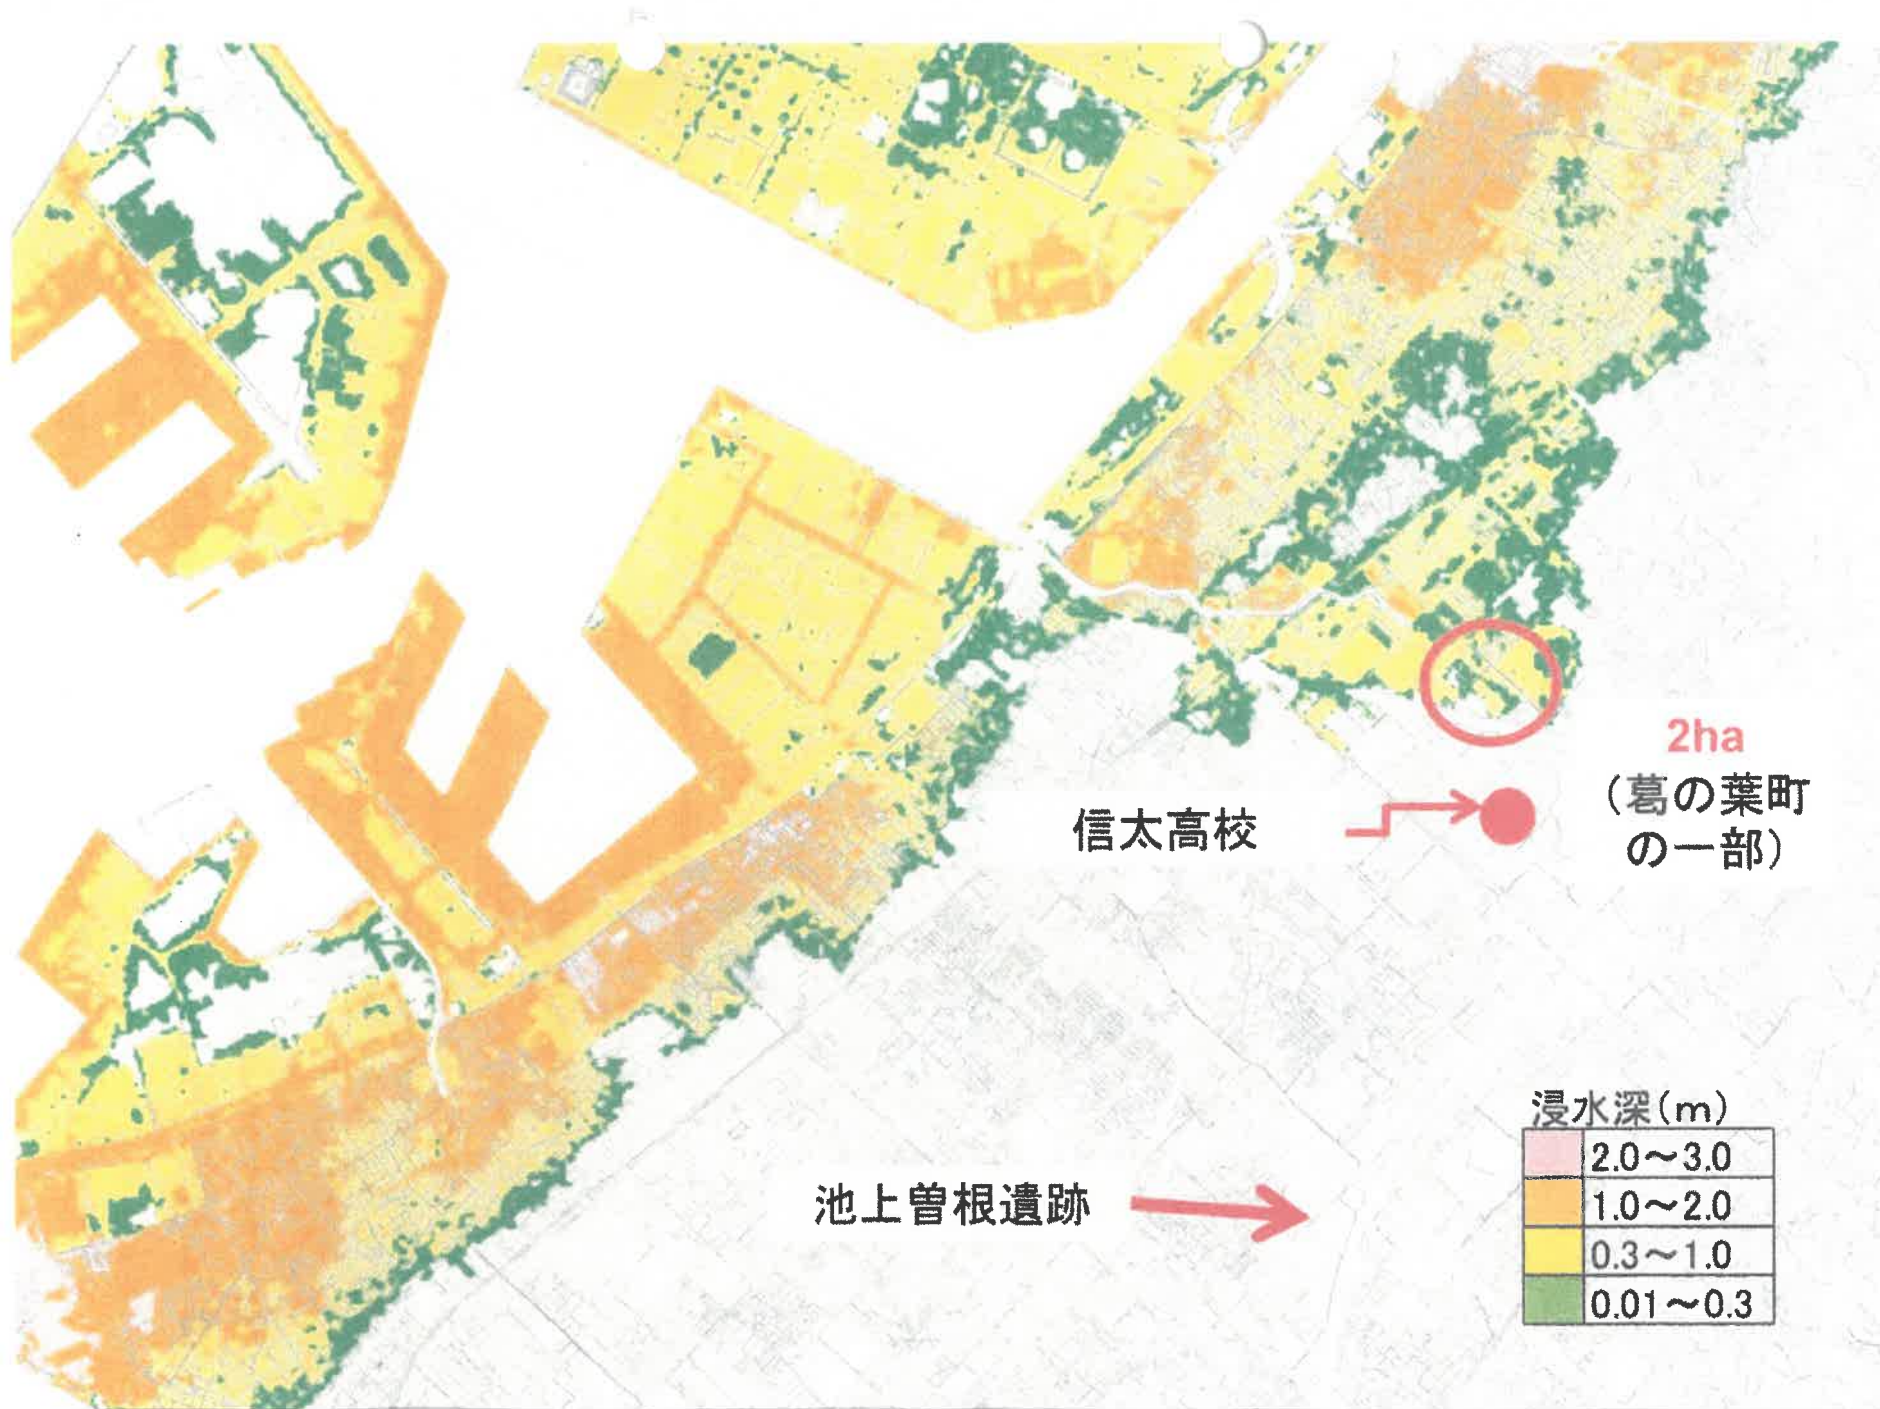 2ha
(葛の葉町
の一部)
信太高校
池上曽根遺跡
浸水深(m)
2.0～3.0
1.0～2.0
0.3～1.0
0.01～0.3